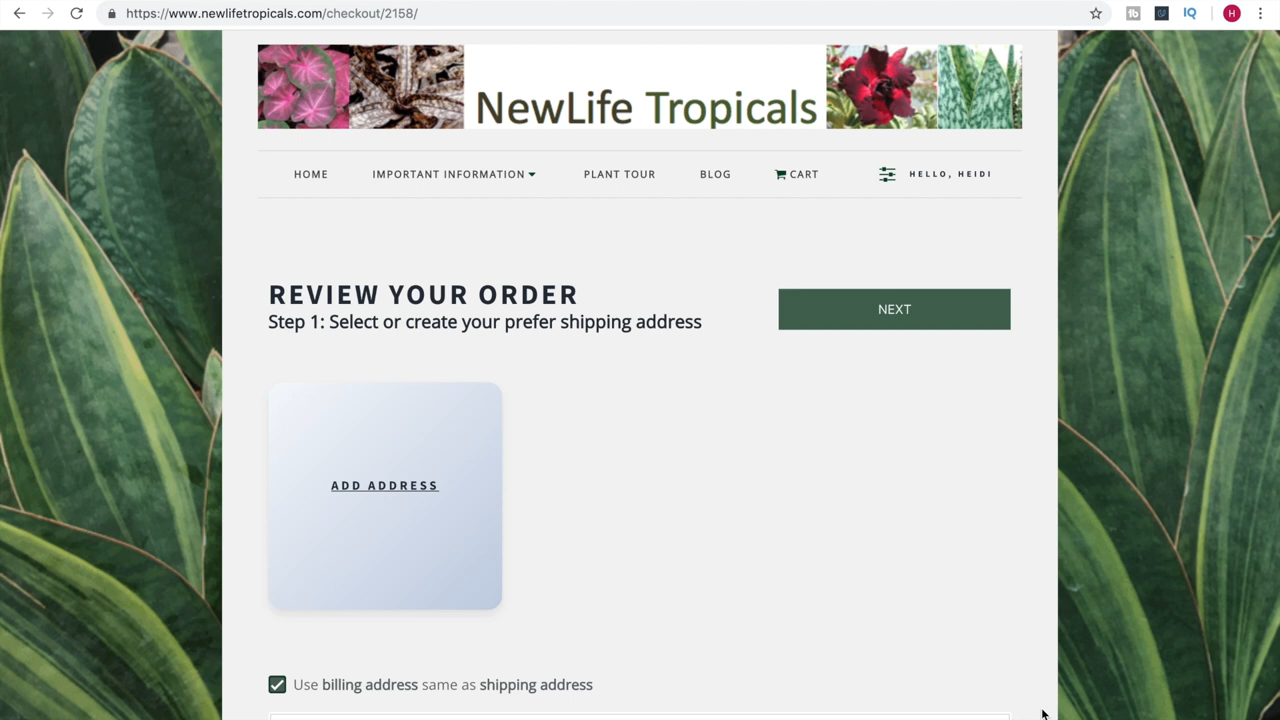 https://www.newlifetropicals.com/checkout/2158/
IQ
H
NewLife Tropicals
HOME
IMPORTANT INFORMATION
PLANT TOUR
BLOG
CART
HELLO, HEIDI
REVIEW YOUR ORDER
Step 1: Select or create your prefer shipping address
NEXT
ADD ADDRESS
Use billing address same as shipping address